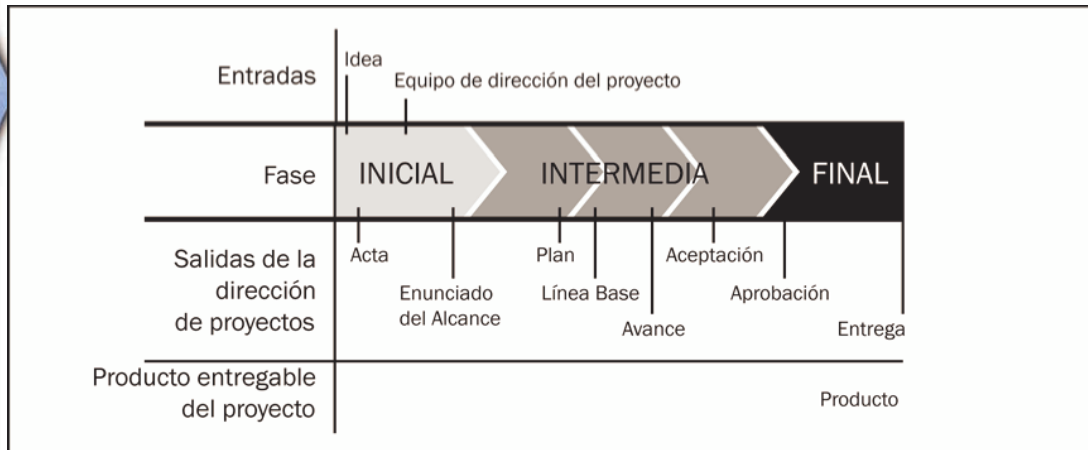 Entradas
Idea
Equipo de dirección del proyecto
Fase
INICIAL
INTERMEDIA
FINAL
Salidas de la
dirección
de proyectos
Acta
Enunciado
del Alcance
Plan
Línea Base
Avance
Aceptación
Aprobación
Entrega
Producto entregable
del proyecto
Producto